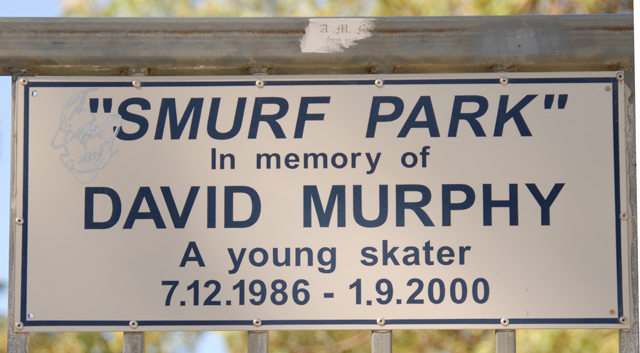 A.M.
"SMURF PARK"
In memory of
DAVID MURPHY
A young skater
7.12.1986 - 1.9.2000